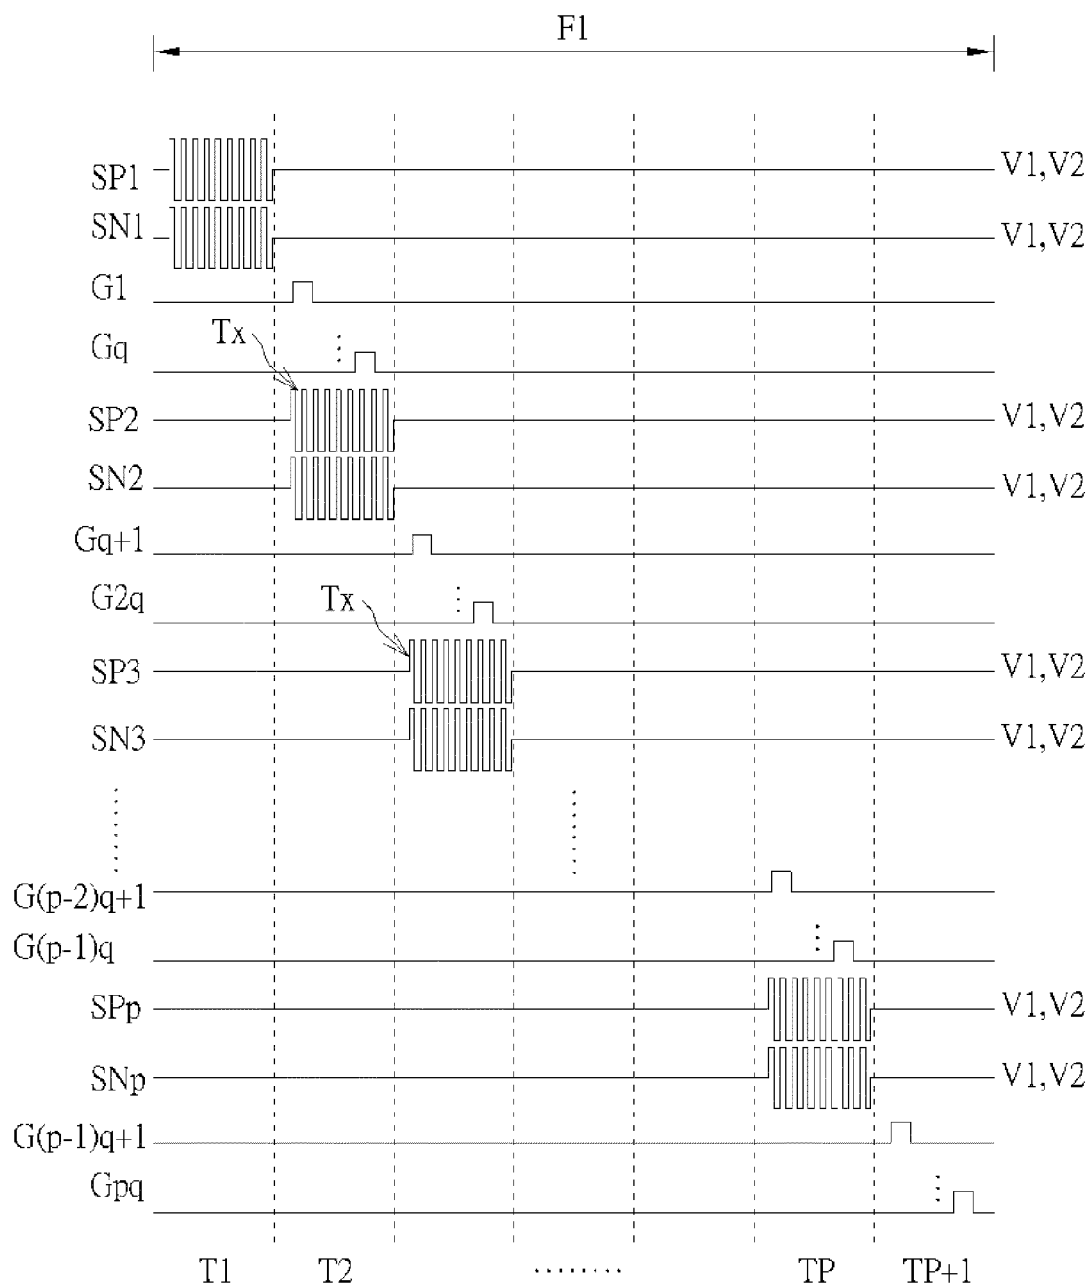 F1
SP1 V1,V2
SN1 V1,V2
G1
Gq
Tx
SP2 V1,V2
SN2 V1,V2
Gq+1
G2q
Tx
SP3 V1,V2
SN3 V1,V2
G(p-2)q+1
G(p-1)q
SPp V1,V2
SNp V1,V2
G(p-1)q+1
Gpq
T1 T2 ········ TP TP+1